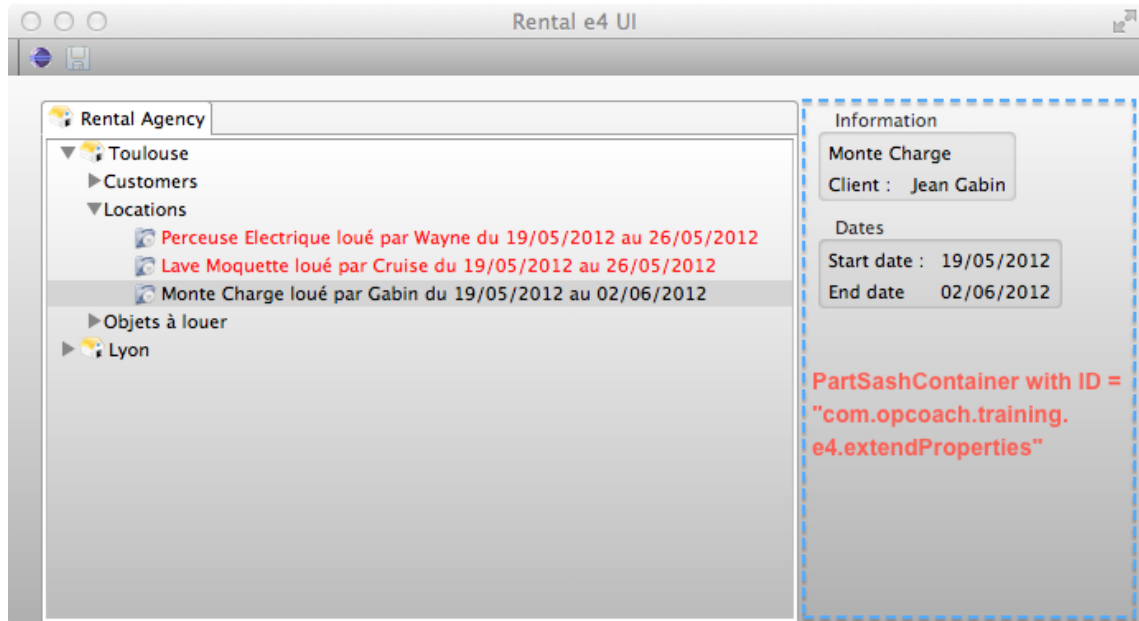 Rental e4 UI
Rental Agency
Toulouse
Customers
Locations
Perceuse Electrique loué par Wayne du 19/05/2012 au 26/05/2012
Lave Moquette loué par Cruise du 19/05/2012 au 26/05/2012
Monte Charge loué par Gabin du 19/05/2012 au 02/06/2012
Objets à louer
Lyon
Information
Monte Charge
Client : Jean Gabin
Dates
Start date : 19/05/2012
End date 02/06/2012
PartSashContainer with ID =
"com.opcoach.training.
e4.extendProperties"